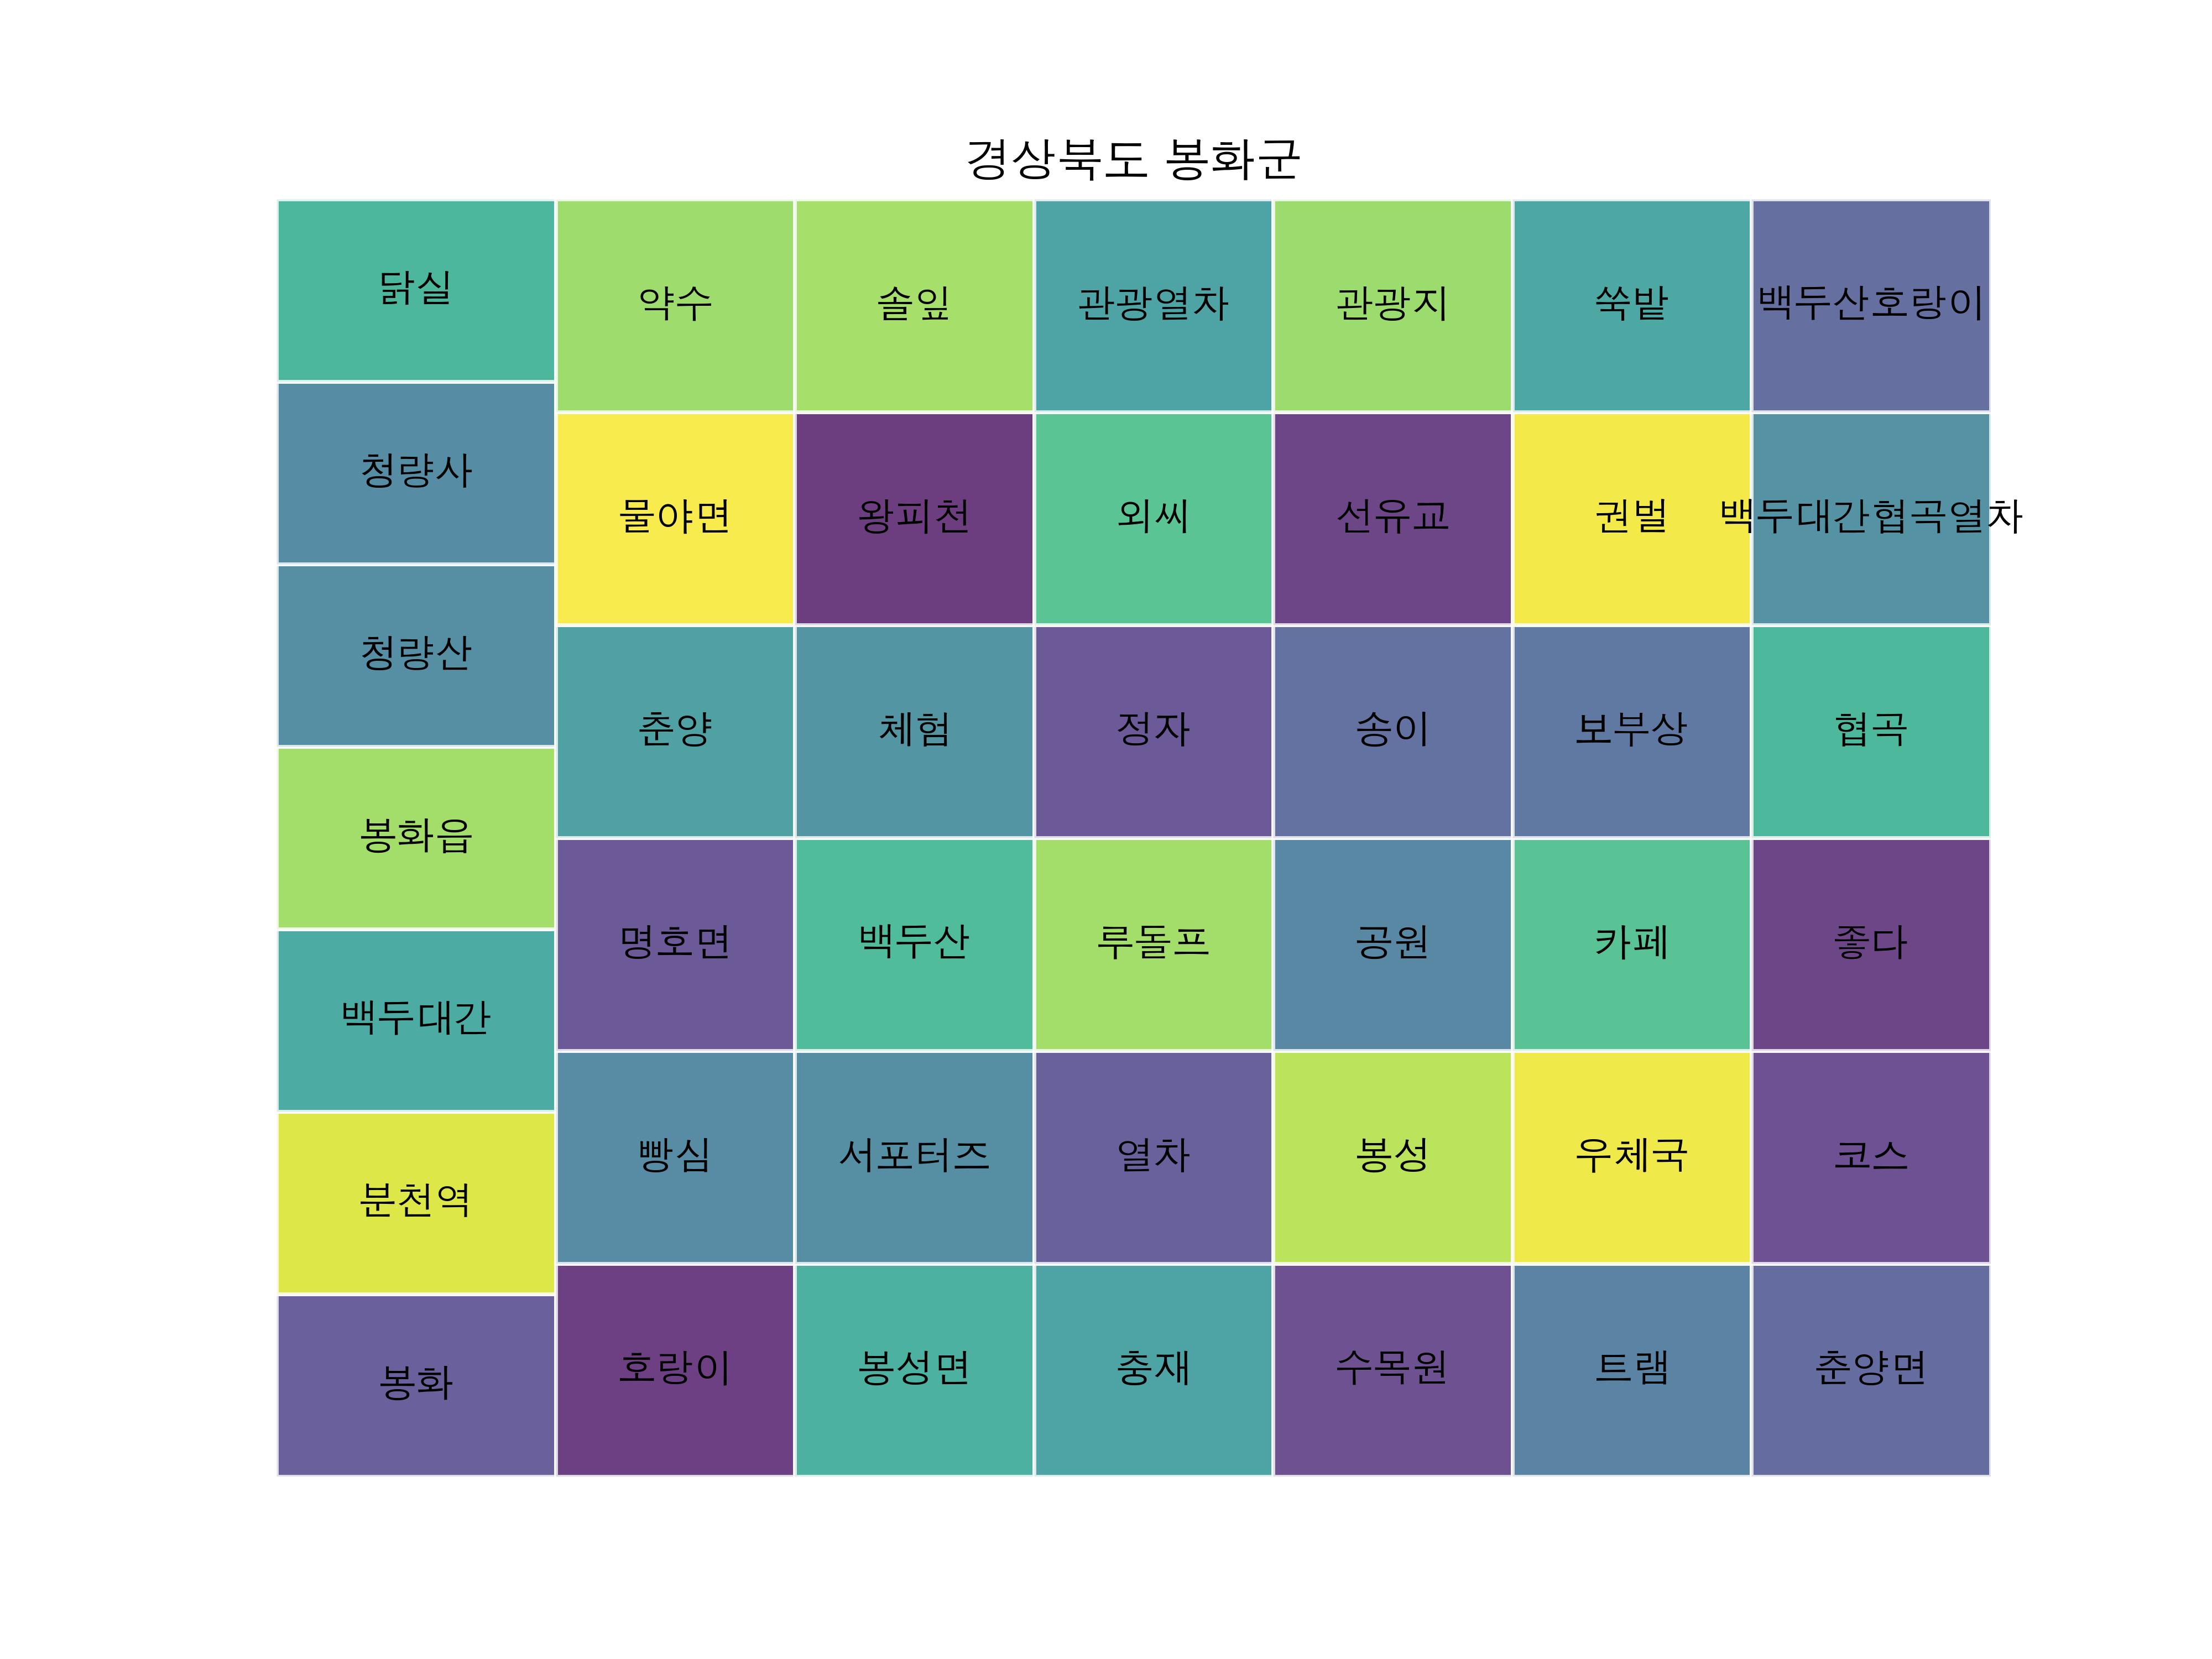 경상북도 봉화군
닭실
약수
솔잎
관광열차
관광지
쑥밭
백두산호랑이
청량사
물야면
왕피천
외씨
선유교
권벌
백두대간협곡열차
청량산
춘양
체험
정자
송이
보부상
협곡
봉화읍
명호면
백두산
루돌프
공원
카페
좋다
백두대간
빵심
서포터즈
열차
봉성
우체국
코스
분천역
호랑이
봉성면
충재
수목원
트램
춘양면
봉화